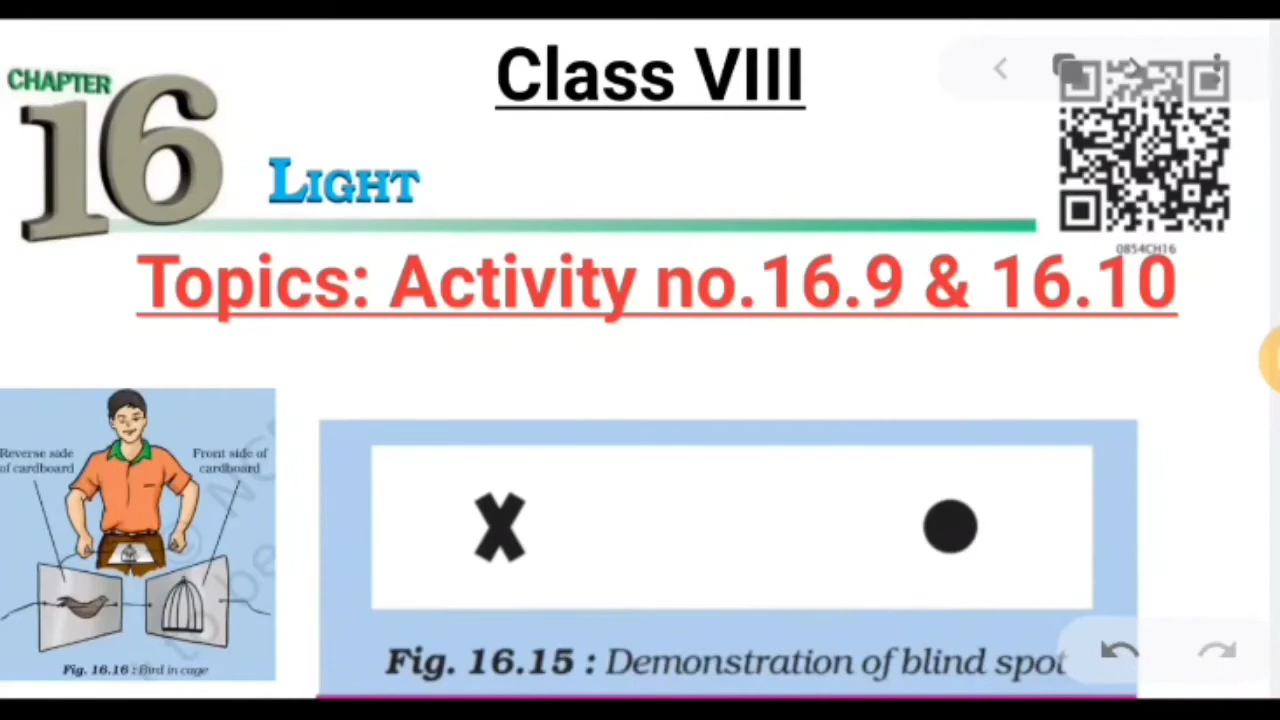 Class VIII
CHAPTER
16
LIGHT
0854CH16
Topics: Activity no.16.9 & 16.10
Reverse side
of cardboard
Front side of
cardboard
Fig. 16.16 : Bird in cage
X
Fig. 16.15 : Demonstration of blind spot